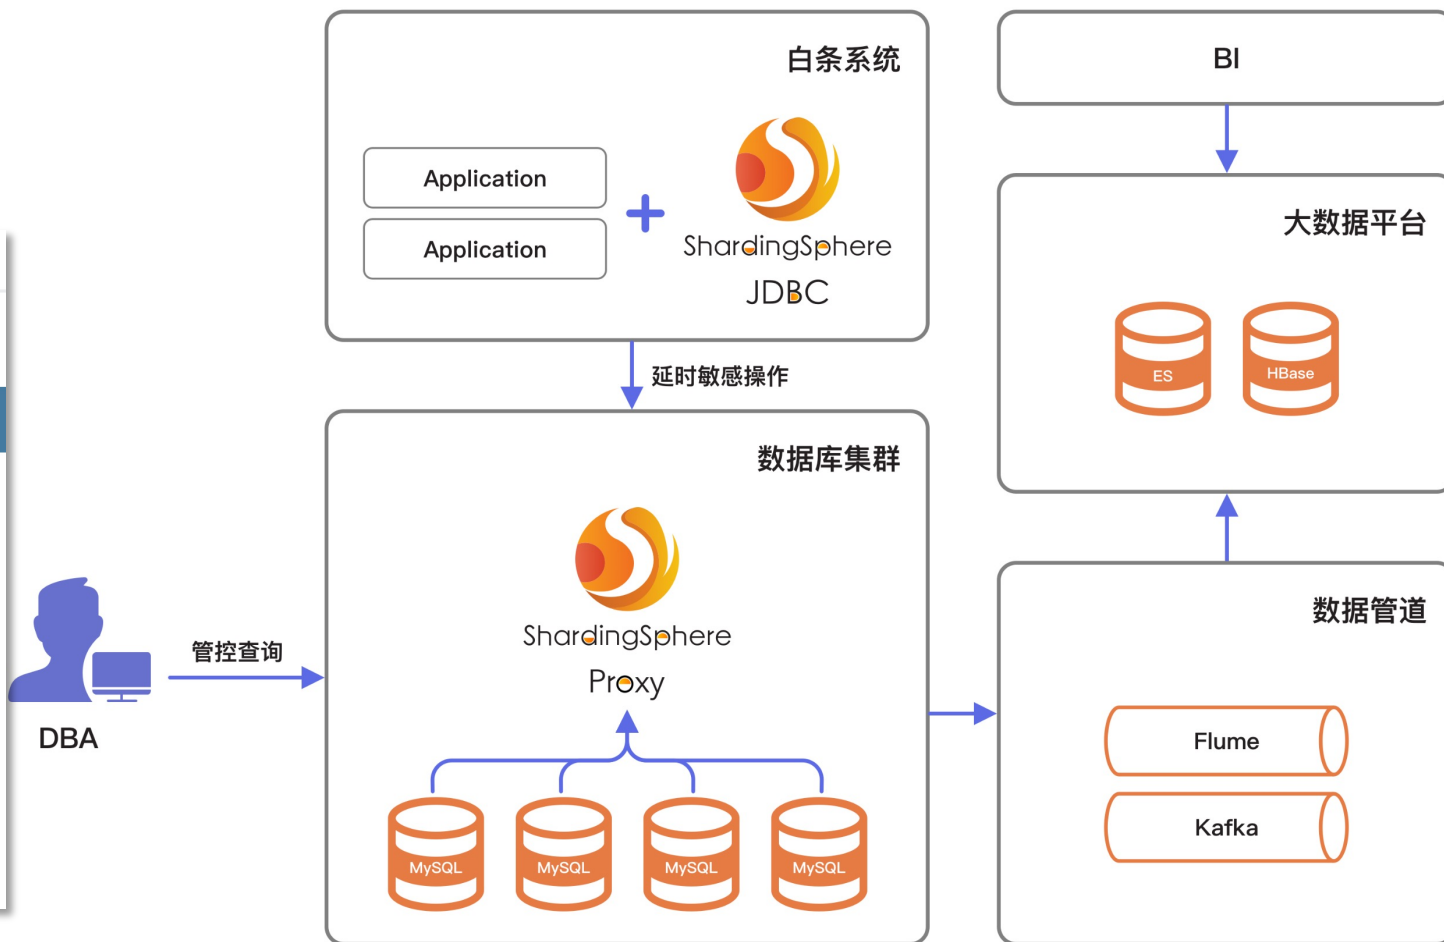 白条系统
Application
Application
ShardingSphere
JDBC
延时敏感操作
数据库集群
ShardingSphere
Proxy
MySQL
MySQL
MySQL
MySQL
管控查询
DBA
BI
大数据平台
ES
HBase
数据管道
Flume
Kafka